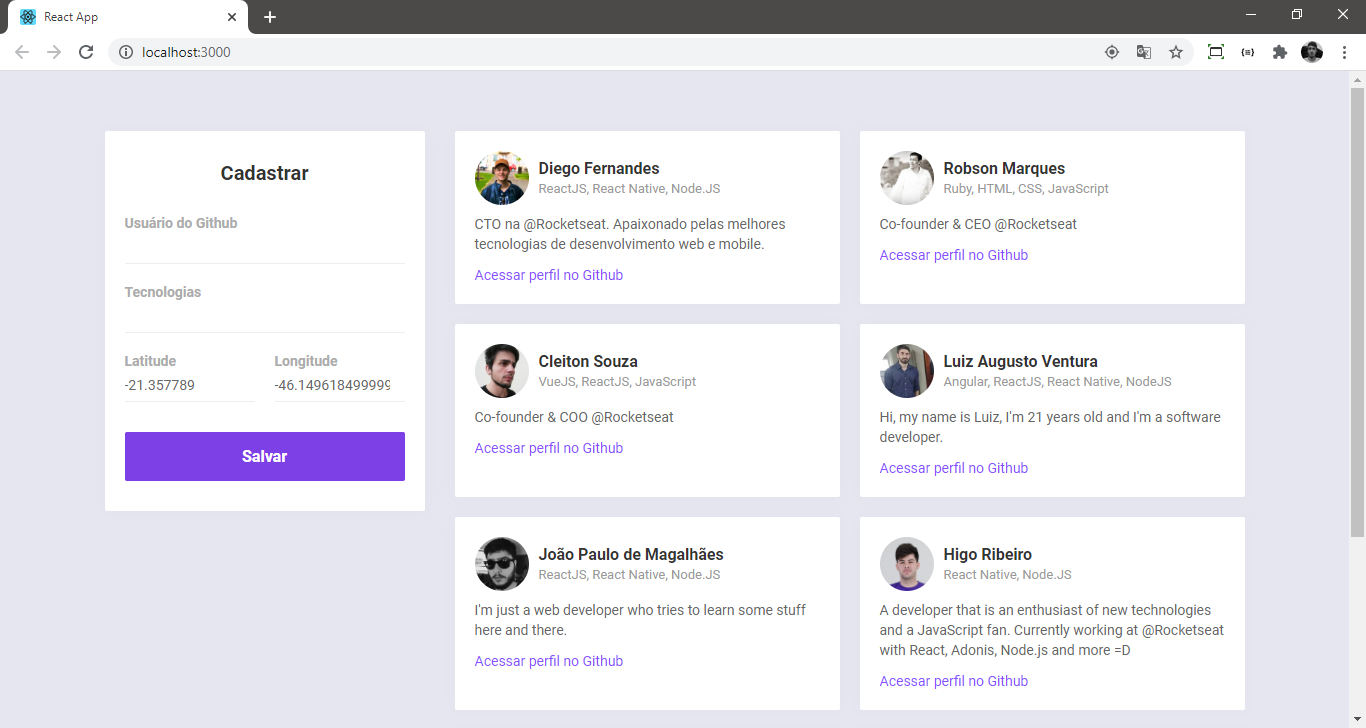 React App
localhost:3000
Cadastrar
Usuário do Github
Tecnologias
Latitude Longitude
-21.357789 -46.149618499999
Salvar
Diego Fernandes
ReactJS, React Native, Node.JS
CTO na @Rocketseat. Apaixonado pelas melhores
tecnologias de desenvolvimento web e mobile.
Acessar perfil no Github
Robson Marques
Ruby, HTML, CSS, JavaScript
Co-founder & CEO @Rocketseat
Acessar perfil no Github
Cleiton Souza
VueJS, ReactJS, JavaScript
Co-founder & COO @Rocketseat
Acessar perfil no Github
Luiz Augusto Ventura
Angular, ReactJS, React Native, NodeJS
Hi, my name is Luiz, I'm 21 years old and I'm a software
developer.
Acessar perfil no Github
João Paulo de Magalhães
ReactJS, React Native, Node.JS
I'm just a web developer who tries to learn some stuff
here and there.
Acessar perfil no Github
Higo Ribeiro
React Native, Node.JS
A developer that is an enthusiast of new technologies
and a JavaScript fan. Currently working at @Rocketseat
with React, Adonis, Node.js and more =D
Acessar perfil no Github